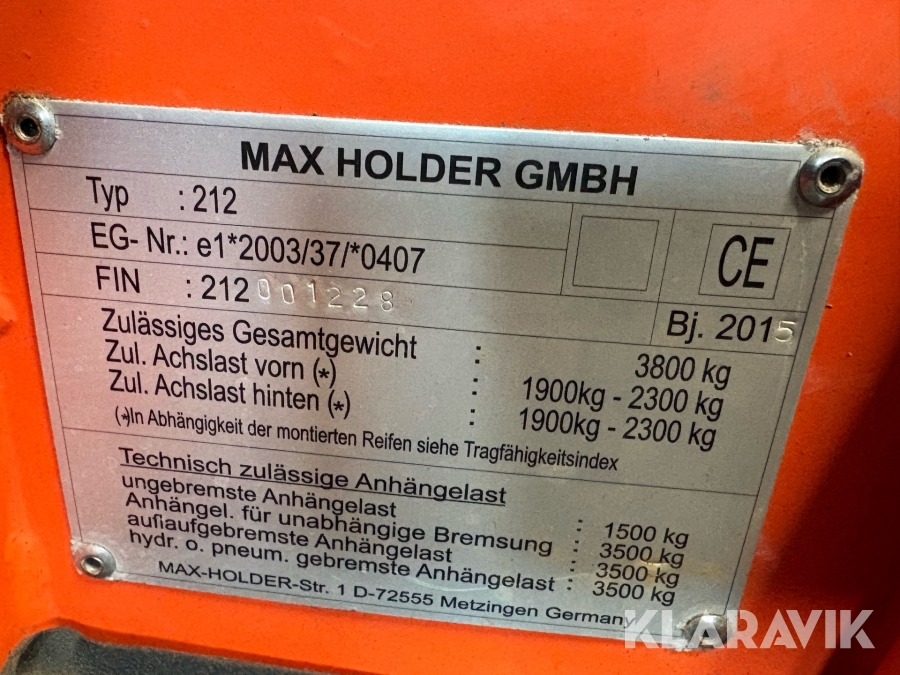 MAX HOLDER GMBH
Typ : 212
EG- Nr.: e1*2003/37/*0407
CE
FIN : 212 001228
Bj. 2015
Zulässiges Gesamtgewicht : 3800 kg
Zul. Achslast vorn (*) : 1900kg - 2300 kg
Zul. Achslast hinten (*) : 1900kg - 2300 kg
(*)In Abhängigkeit der montierten Reifen siehe Tragfähigkeitsindex
Technisch zulässige Anhängelast
ungebremste Anhängelast : 1500 kg
Anhängel. für unabhängige Bremsung : 3500 kg
auflaufgebremste Anhängelast : 3500 kg
hydr. o. pneum. gebremste Anhängelast : 3500 kg
MAX-HOLDER-Str. 1 D-72555 Metzingen Germany
KLARAVIK